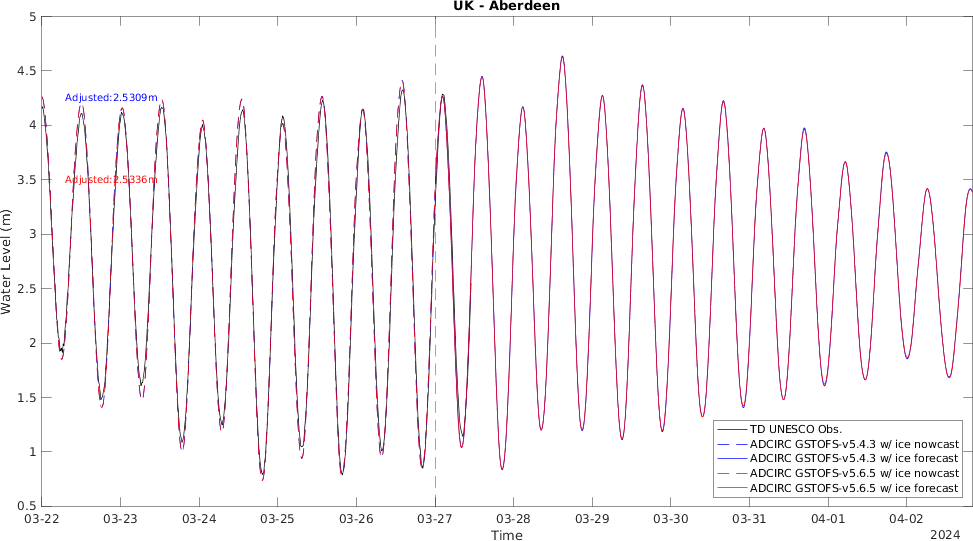 UK - Aberdeen
5
4.5
4
3.5
3
2.5
2
1.5
1
0.5
Water Level (m)
Adjusted:2.5309m
Adjusted:2.5336m
TD UNESCO Obs.
ADCIRC GSTOFS-v5.4.3 w/ ice nowcast
ADCIRC GSTOFS-v5.4.3 w/ ice forecast
ADCIRC GSTOFS-v5.6.5 w/ ice nowcast
ADCIRC GSTOFS-v5.6.5 w/ ice forecast
03-22 03-23 03-24 03-25 03-26 03-27 03-28 03-29 03-30 03-31 04-01 04-02
Time
2024